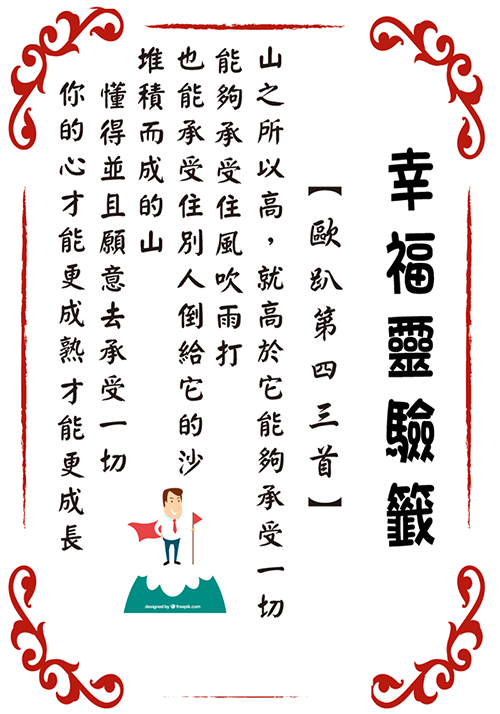 幸福靈驗籤
【歐趴第四三首】
山之所以高，就高於它能夠承受一切
能夠承受住風吹雨打
也能承受住別人倒給它的沙
堆積而成的山
懂得並且願意去承受一切
你的心才能更成熟才能更成長
designed by freepik.com